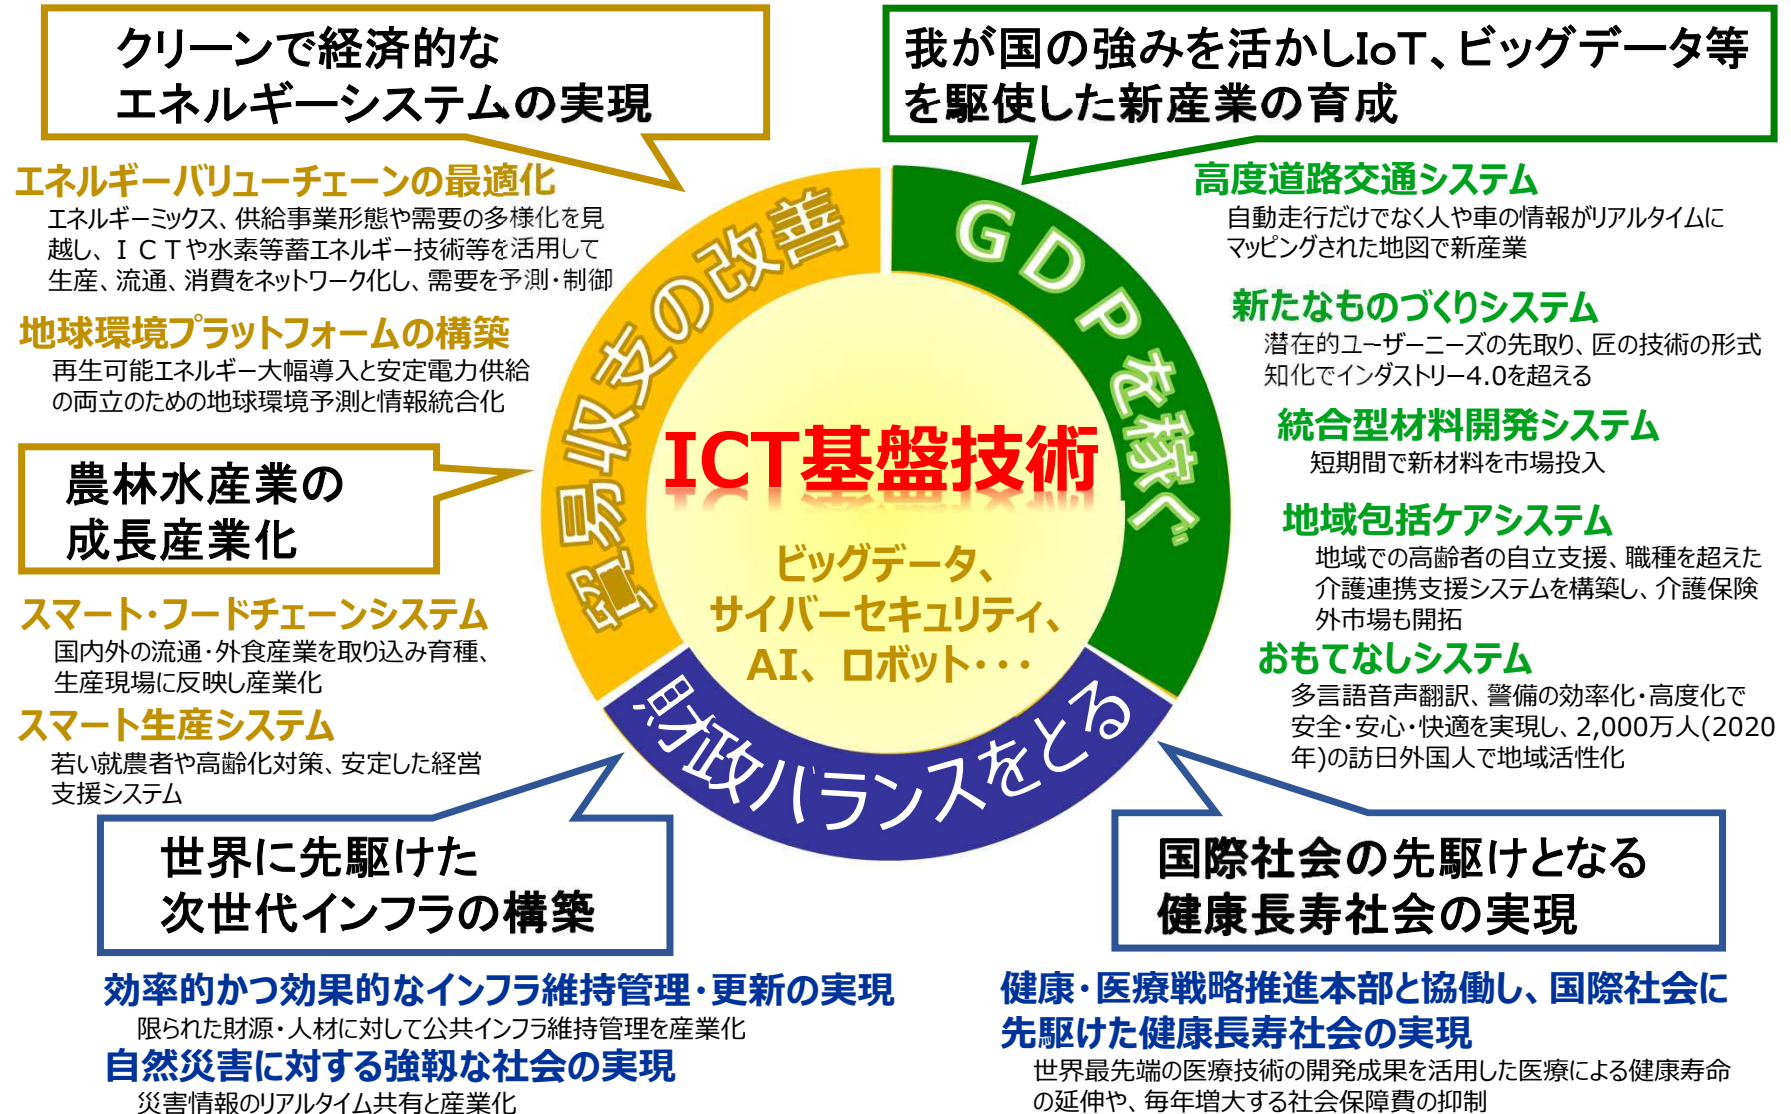 クリーンで経済的な
エネルギーシステムの実現
エネルギーバリューチェーンの最適化
エネルギーミックス、供給事業形態や需要の多様化を見
越し、ＩＣＴや水素等蓄エネルギー技術等を活用して
生産、流通、消費をネットワーク化し、需要を予測・制御
地球環境プラットフォームの構築
再生可能エネルギー大幅導入と安定電力供給
の両立のための地球環境予測と情報統合化
農林水産業の
成長産業化
スマート・フードチェーンシステム
国内外の流通・外食産業を取り込み育種、
生産現場に反映し産業化
スマート生産システム
若い就農者や高齢化対策、安定した経営
支援システム
貿易収支の改善
GDPを稼ぐ
財政バランスをとる
ICT基盤技術
ビッグデータ、
サイバーセキュリティ、
AI、ロボット・・・
我が国の強みを活かしIoT、ビッグデータ等
を駆使した新産業の育成
高度道路交通システム
自動走行だけでなく人や車の情報がリアルタイムに
マッピングされた地図で新産業
新たなものづくりシステム
潜在的ユーザーニーズの先取り、匠の技術の形式
知化でインダストリー4.0を超える
統合型材料開発システム
短期間で新材料を市場投入
地域包括ケアシステム
地域での高齢者の自立支援、職種を超えた
介護連携支援システムを構築し、介護保険
外市場も開拓
おもてなしシステム
多言語音声翻訳、警備の効率化・高度化で
安全・安心・快適を実現し、2,000万人(2020
年)の訪日外国人で地域活性化
世界に先駆けた
次世代インフラの構築
効率的かつ効果的なインフラ維持管理・更新の実現
限られた財源・人材に対して公共インフラ維持管理を産業化
自然災害に対する強靱な社会の実現
災害情報のリアルタイム共有と産業化
国際社会の先駆けとなる
健康長寿社会の実現
健康・医療戦略推進本部と協働し、国際社会に
先駆けた健康長寿社会の実現
世界最先端の医療技術の開発成果を活用した医療による健康寿命
の延伸や、毎年増大する社会保障費の抑制